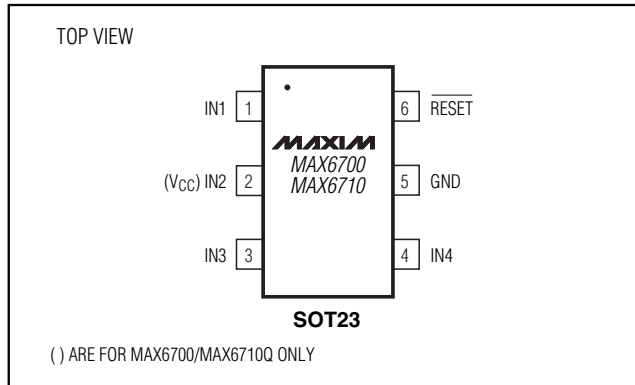 TOP VIEW
IN1 1
6 RESET
MAXIM
MAX6700
MAX6710
(VCC) IN2 2
5 GND
IN3 3
4 IN4
SOT23
( ) ARE FOR MAX6700/MAX6710Q ONLY